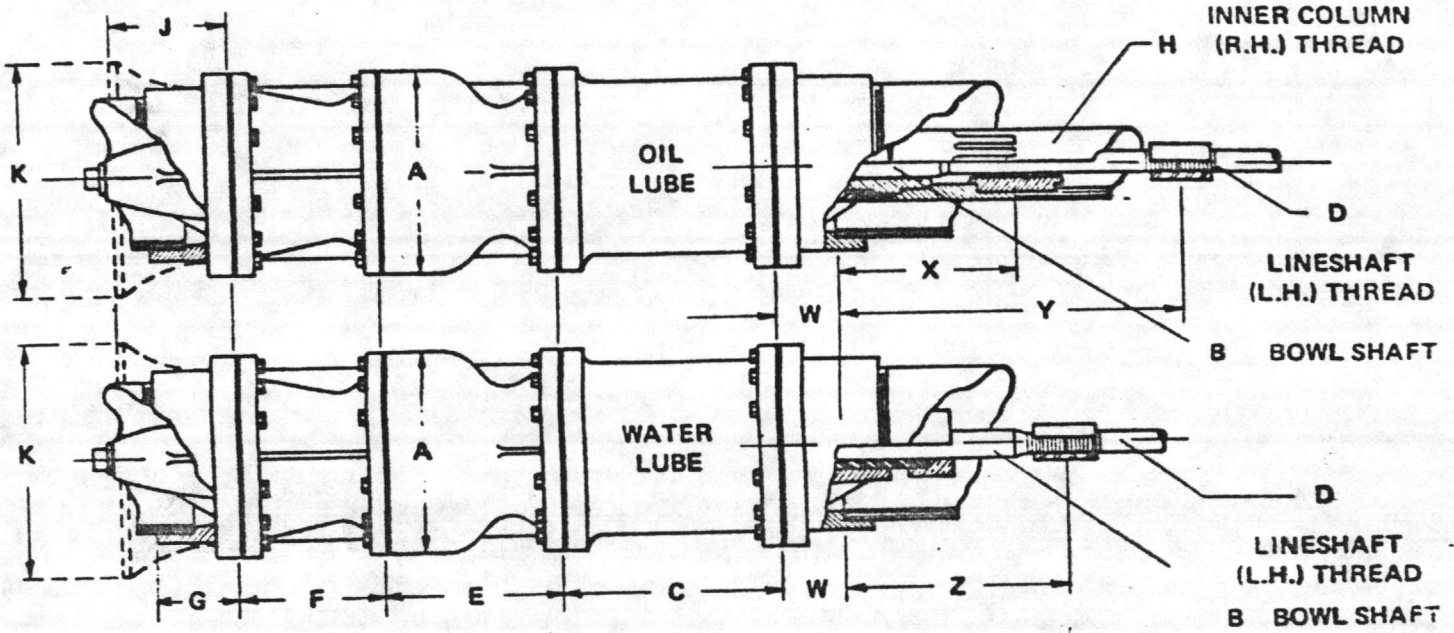 J
INNER COLUMN
H (R.H.) THREAD
K
A
OIL
LUBE
D
X
LINESHAFT
(L.H.) THREAD
W
Y
B BOWL SHAFT
K
A
WATER
LUBE
D
G
F
E
C
W
Z
LINESHAFT
(L.H.) THREAD
B BOWL SHAFT